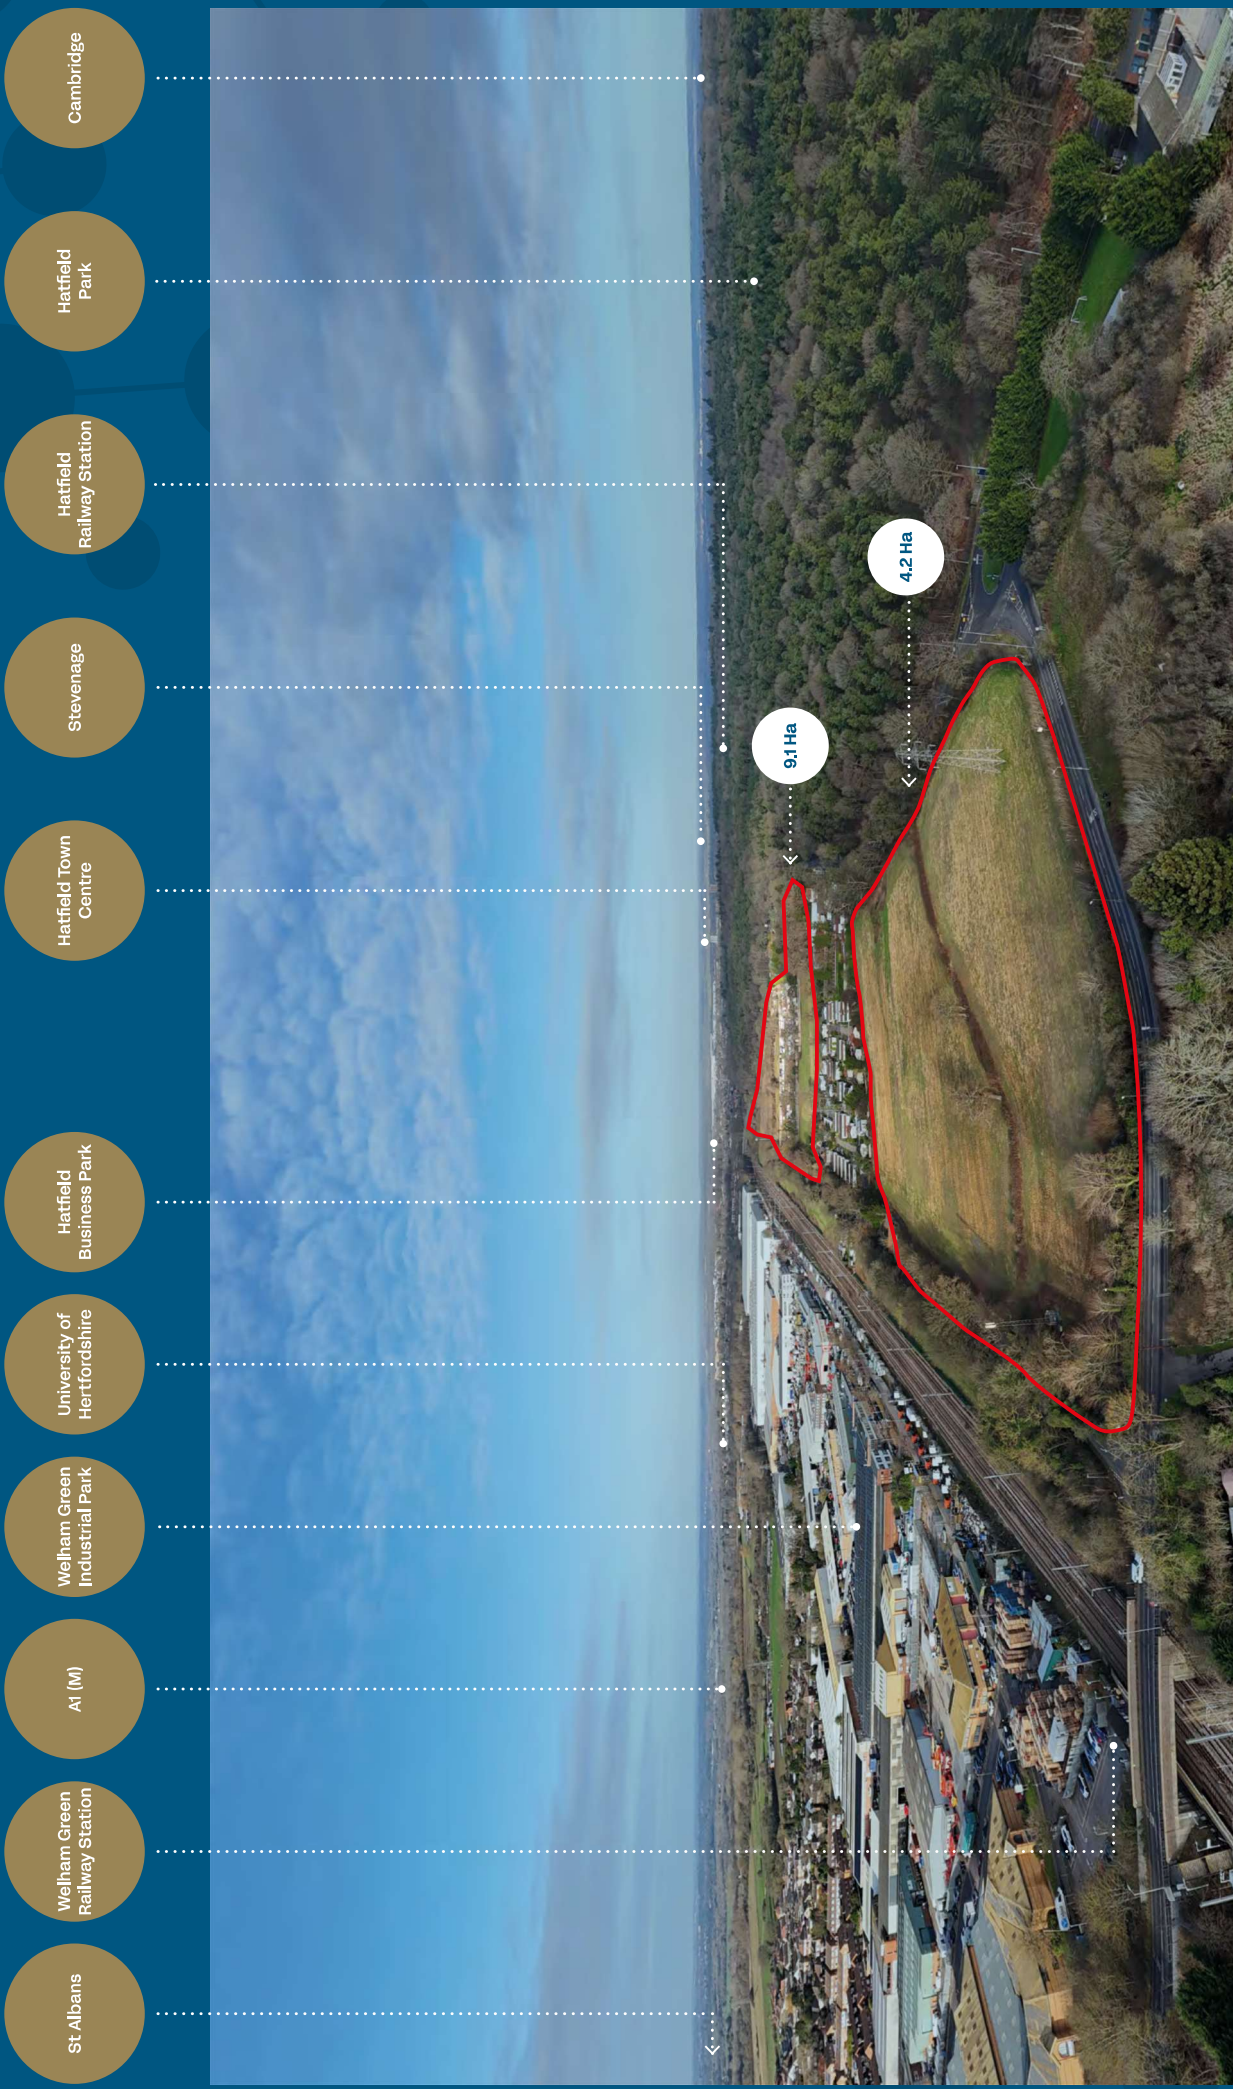 St Albans
Welham Green
Railway Station
A1 (M)
Welham Green
Industrial Park
University of
Hertfordshire
Hatfield
Business Park
Hatfield Town
Centre
Stevenage
Hatfield
Railway Station
Hatfield
Park
Cambridge
9.1 Ha
4.2 Ha